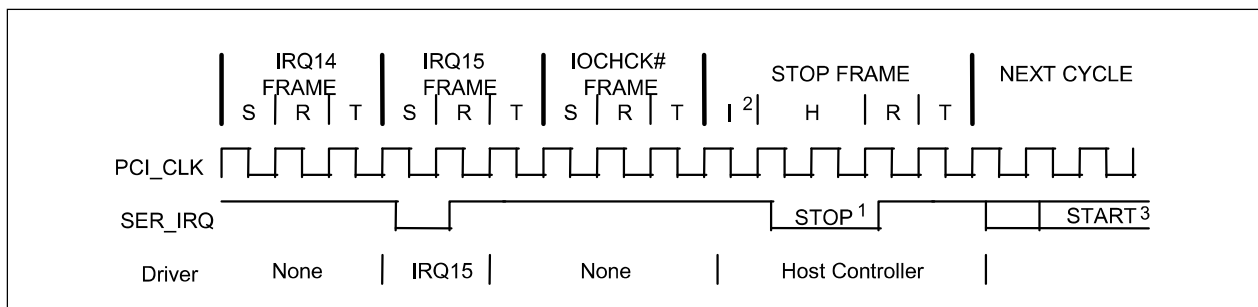 IRQ14 IRQ15 IOCHCK#
FRAME FRAME FRAME STOP FRAME NEXT CYCLE
S R T S R T S R T I 2 H R T
PCI_CLK
SER_IRQ STOP 1 START 3
Driver None IRQ15 None Host Controller